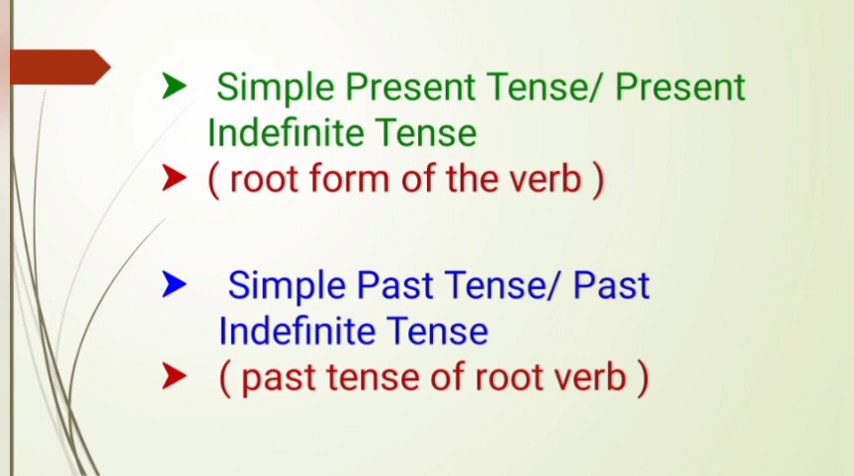 ➤ Simple Present Tense/ Present
Indefinite Tense
➤ ( root form of the verb )
➤ Simple Past Tense/ Past
Indefinite Tense
➤ ( past tense of root verb )